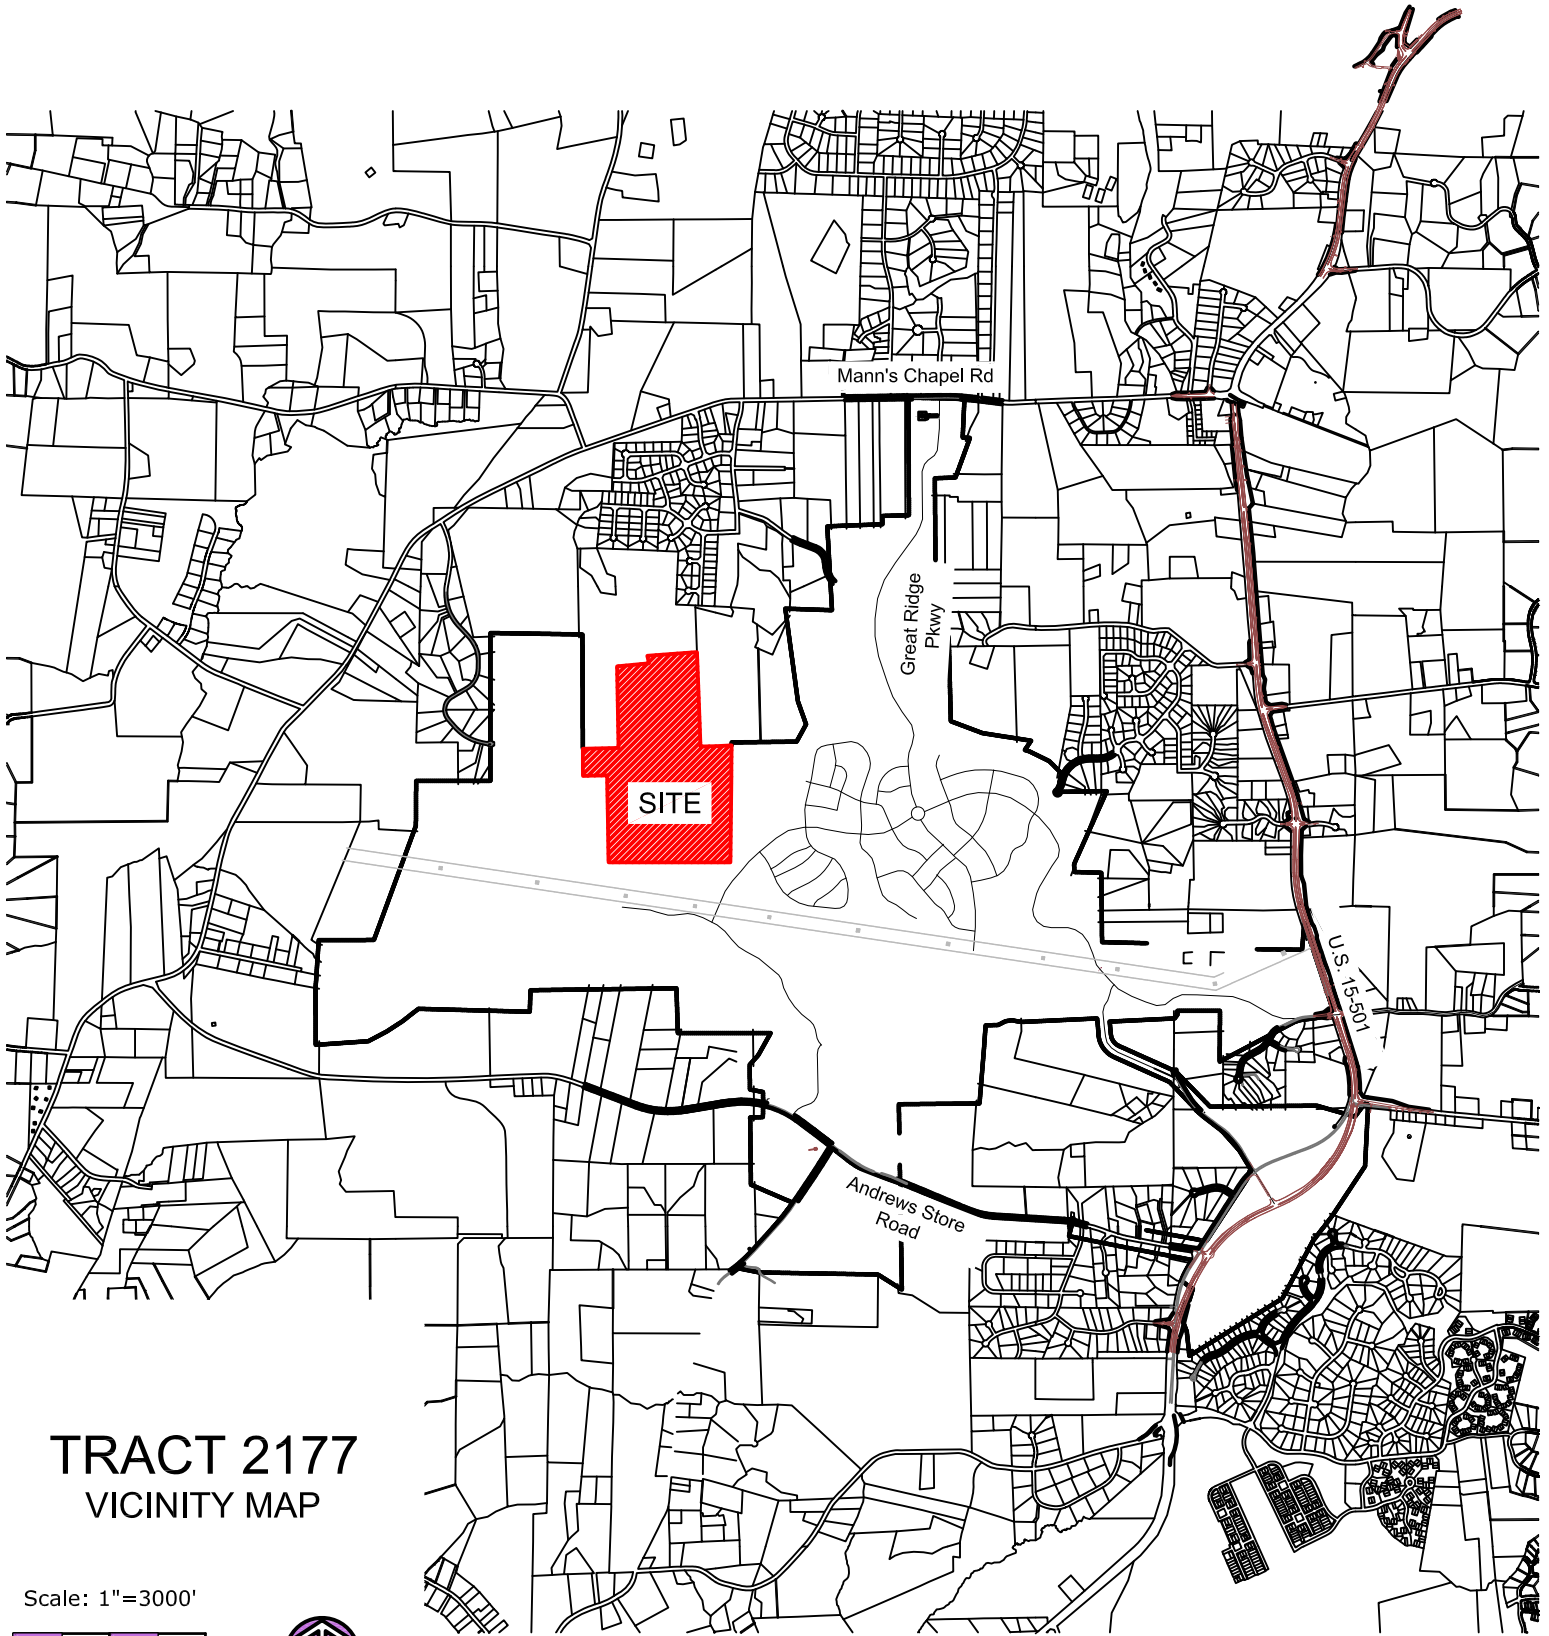 Mann's Chapel Rd
Great Ridge
Pkwy
SITE
U.S. 15-501
Andrews Store
Road
TRACT 2177
VICINITY MAP
Scale: 1"=3000'